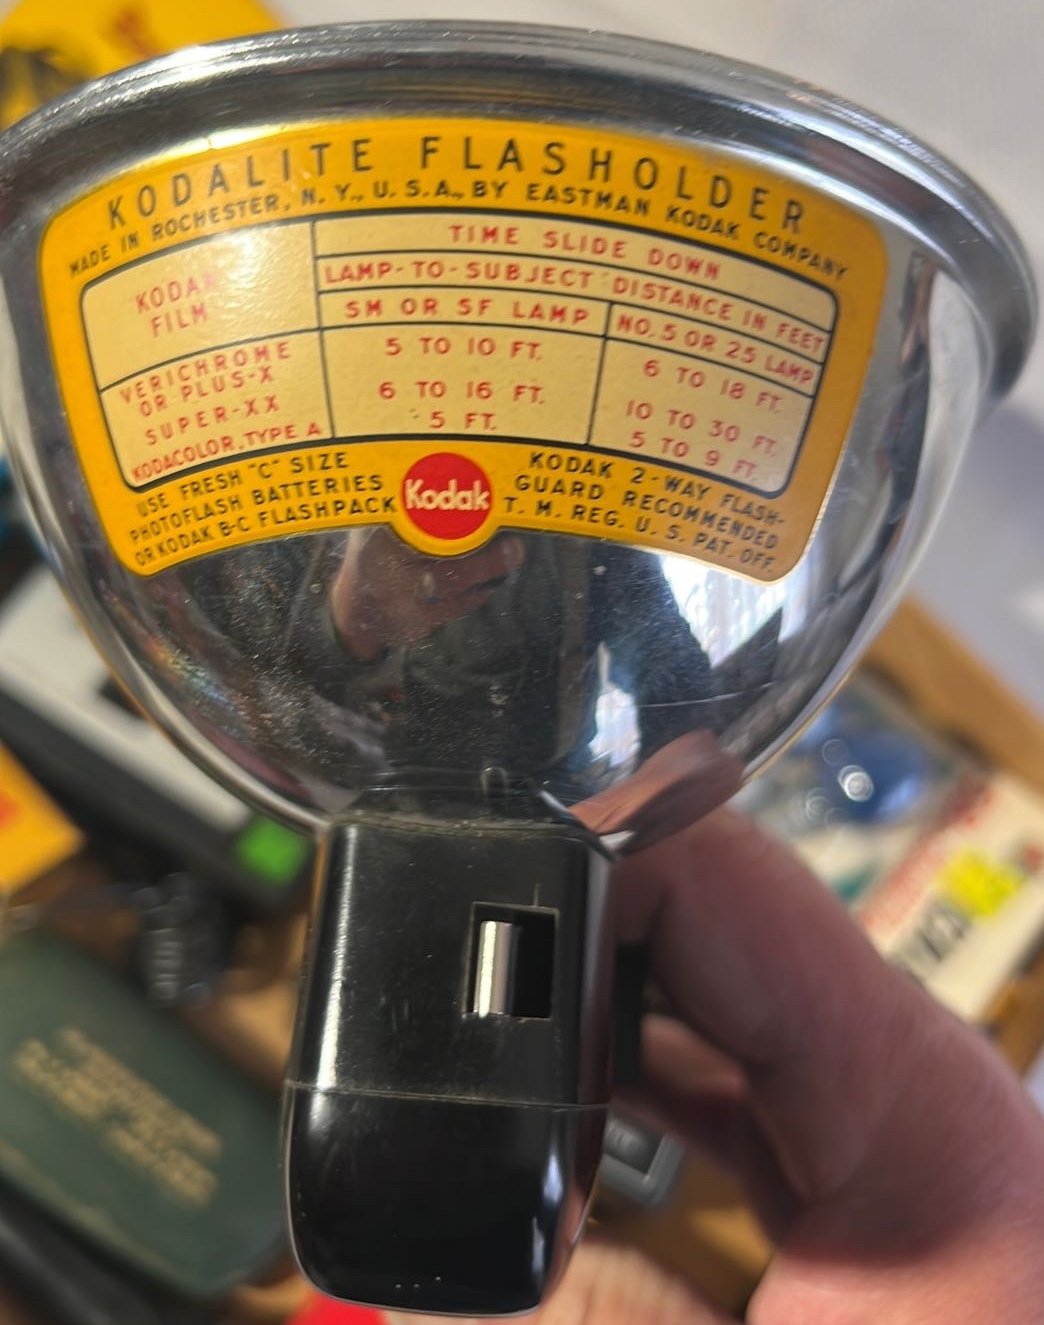 KODALITE FLASHOLDER
MADE IN ROCHESTER, N. Y., U. S. A., BY EASTMAN KODAK COMPANY
KODAK
FILM
TIME SLIDE DOWN
LAMP-TO-SUBJECT DISTANCE IN FEET
SM OR SF LAMP
NO. 5 OR 25 LAMP
VERICHROME
OR PLUS-X
5 TO 10 FT.
6 TO 18 FT.
SUPER-XX
6 TO 16 FT.
10 TO 30 FT.
KODACOLOR, TYPE A
5 FT.
5 TO 9 FT.
USE FRESH "C" SIZE
PHOTOFLASH BATTERIES
OR KODAK B-C FLASHPACK
Kodak
KODAK 2-WAY FLASH-
GUARD RECOMMENDED
T. M. REG. U. S. PAT. OFF.